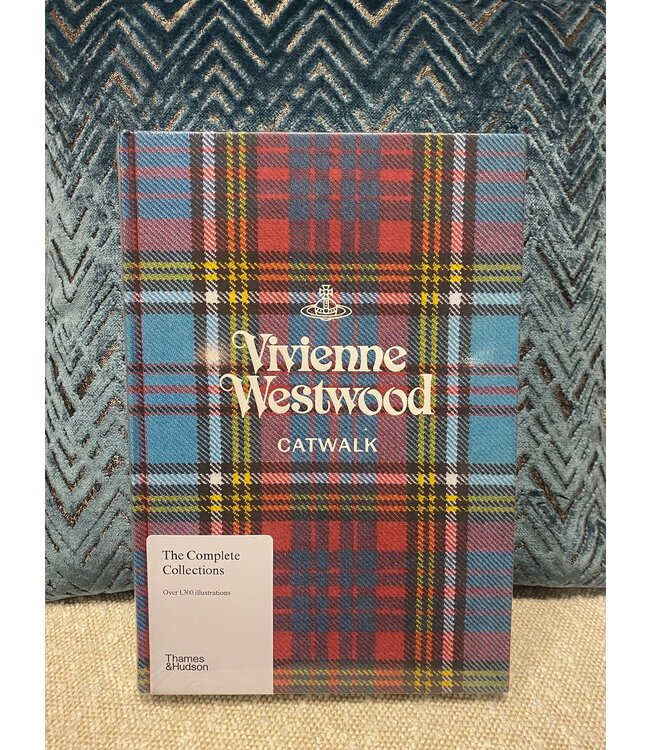 Vivienne
Westwood
CATWALK
The Complete
Collections
Over 1,300 illustrations
Thames
&Hudson